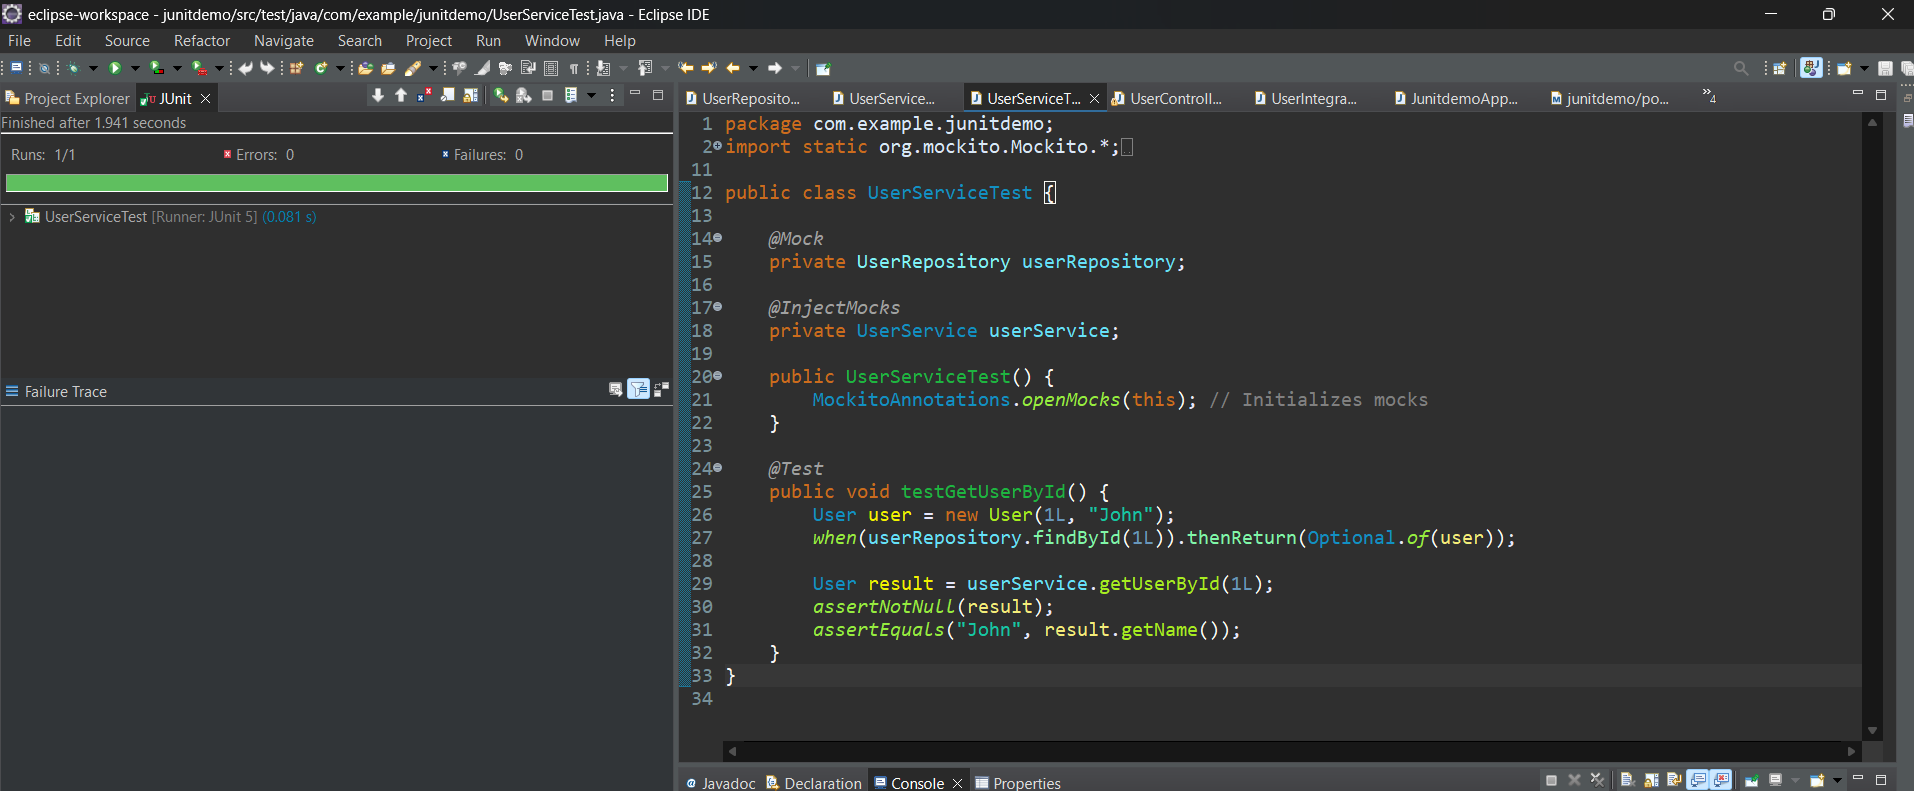 eclipse-workspace - junitdemo/src/test/java/com/example/junitdemo/UserServiceTest.java - Eclipse IDE
File Edit Source Refactor Navigate Search Project Run Window Help
Project Explorer JUnit
Finished after 1.941 seconds
Runs: 1/1 Errors: 0 Failures: 0
UserServiceTest [Runner: JUnit 5] (0.081 s)
Failure Trace
UserReposito... UserService... UserServiceT... UserControll... UserIntegra... JunitdemoApp... junitdemo/po... »4
1 package com.example.junitdemo;
2 import static org.mockito.Mockito.*;
11
12 public class UserServiceTest {
13
14 @Mock
15 private UserRepository userRepository;
16
17 @InjectMocks
18 private UserService userService;
19
20 public UserServiceTest() {
21 MockitoAnnotations.openMocks(this); // Initializes mocks
22 }
23
24 @Test
25 public void testGetUserById() {
26 User user = new User(1L, "John");
27 when(userRepository.findById(1L)).thenReturn(Optional.of(user));
28
29 User result = userService.getUserById(1L);
30 assertNotNull(result);
31 assertEquals("John", result.getName());
32 }
33 }
34
Javadoc Declaration Console Properties